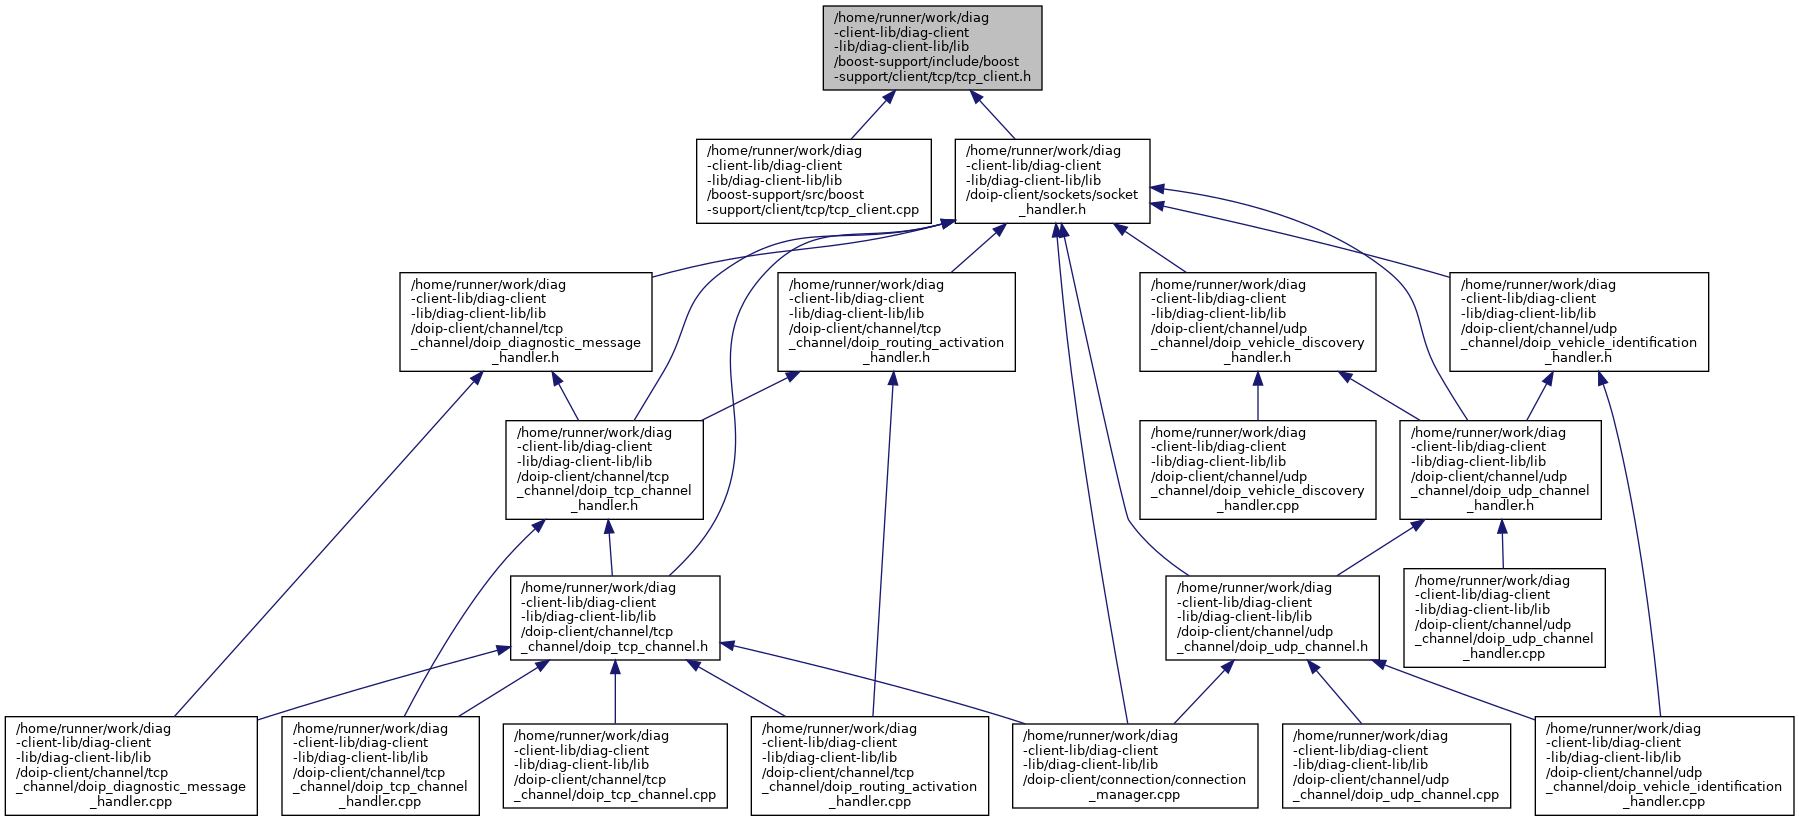 /home/runner/work/diag
-client-lib/diag-client
-lib/diag-client-lib/lib
/boost-support/include/boost
-support/client/tcp/tcp_client.h
/home/runner/work/diag
-client-lib/diag-client
-lib/diag-client-lib/lib
/boost-support/src/boost
-support/client/tcp/tcp_client.cpp
/home/runner/work/diag
-client-lib/diag-client
-lib/diag-client-lib/lib
/doip-client/sockets/socket
_handler.h
/home/runner/work/diag
-client-lib/diag-client
-lib/diag-client-lib/lib
/doip-client/channel/tcp
_channel/doip_diagnostic_message
_handler.h
/home/runner/work/diag
-client-lib/diag-client
-lib/diag-client-lib/lib
/doip-client/channel/tcp
_channel/doip_routing_activation
_handler.h
/home/runner/work/diag
-client-lib/diag-client
-lib/diag-client-lib/lib
/doip-client/channel/udp
_channel/doip_vehicle_discovery
_handler.h
/home/runner/work/diag
-client-lib/diag-client
-lib/diag-client-lib/lib
/doip-client/channel/udp
_channel/doip_vehicle_identification
_handler.h
/home/runner/work/diag
-client-lib/diag-client
-lib/diag-client-lib/lib
/doip-client/channel/tcp
_channel/doip_tcp_channel
_handler.h
/home/runner/work/diag
-client-lib/diag-client
-lib/diag-client-lib/lib
/doip-client/channel/udp
_channel/doip_vehicle_discovery
_handler.cpp
/home/runner/work/diag
-client-lib/diag-client
-lib/diag-client-lib/lib
/doip-client/channel/udp
_channel/doip_udp_channel
_handler.h
/home/runner/work/diag
-client-lib/diag-client
-lib/diag-client-lib/lib
/doip-client/channel/tcp
_channel/doip_tcp_channel.h
/home/runner/work/diag
-client-lib/diag-client
-lib/diag-client-lib/lib
/doip-client/channel/udp
_channel/doip_udp_channel.h
/home/runner/work/diag
-client-lib/diag-client
-lib/diag-client-lib/lib
/doip-client/channel/udp
_channel/doip_udp_channel
_handler.cpp
/home/runner/work/diag
-client-lib/diag-client
-lib/diag-client-lib/lib
/doip-client/channel/tcp
_channel/doip_diagnostic_message
_handler.cpp
/home/runner/work/diag
-client-lib/diag-client
-lib/diag-client-lib/lib
/doip-client/channel/tcp
_channel/doip_tcp_channel
_handler.cpp
/home/runner/work/diag
-client-lib/diag-client
-lib/diag-client-lib/lib
/doip-client/channel/tcp
_channel/doip_tcp_channel.cpp
/home/runner/work/diag
-client-lib/diag-client
-lib/diag-client-lib/lib
/doip-client/channel/tcp
_channel/doip_routing_activation
_handler.cpp
/home/runner/work/diag
-client-lib/diag-client
-lib/diag-client-lib/lib
/doip-client/connection/connection
_manager.cpp
/home/runner/work/diag
-client-lib/diag-client
-lib/diag-client-lib/lib
/doip-client/channel/udp
_channel/doip_udp_channel.cpp
/home/runner/work/diag
-client-lib/diag-client
-lib/diag-client-lib/lib
/doip-client/channel/udp
_channel/doip_vehicle_identification
_handler.cpp